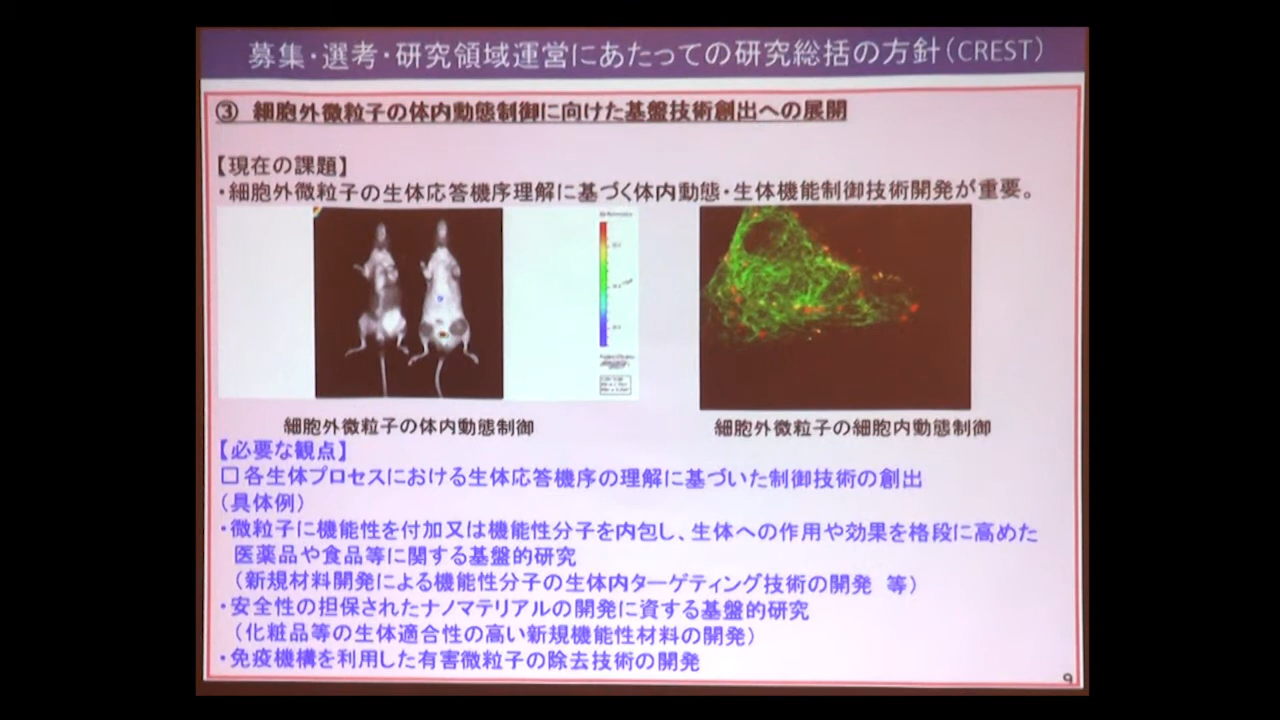 募集・選考・研究領域運営にあたっての研究総括の方針(CREST)
③ 細胞外微粒子の体内動態制御に向けた基盤技術創出への展開
【現在の課題】
・細胞外微粒子の生体応答機序理解に基づく体内動態・生体機能制御技術開発が重要。
細胞外微粒子の体内動態制御
細胞外微粒子の細胞内動態制御
【必要な観点】
□各生体プロセスにおける生体応答機序の理解に基づいた制御技術の創出
(具体例)
・微粒子に機能性を付加又は機能性分子を内包し、生体への作用や効果を格段に高めた
医薬品や食品等に関する基盤的研究
(新規材料開発による機能性分子の生体内ターゲティング技術の開発 等)
・安全性の担保されたナノマテリアルの開発に資する基盤的研究
(化粧品等の生体適合性の高い新規機能性材料の開発)
・免疫機構を利用した有害微粒子の除去技術の開発
9